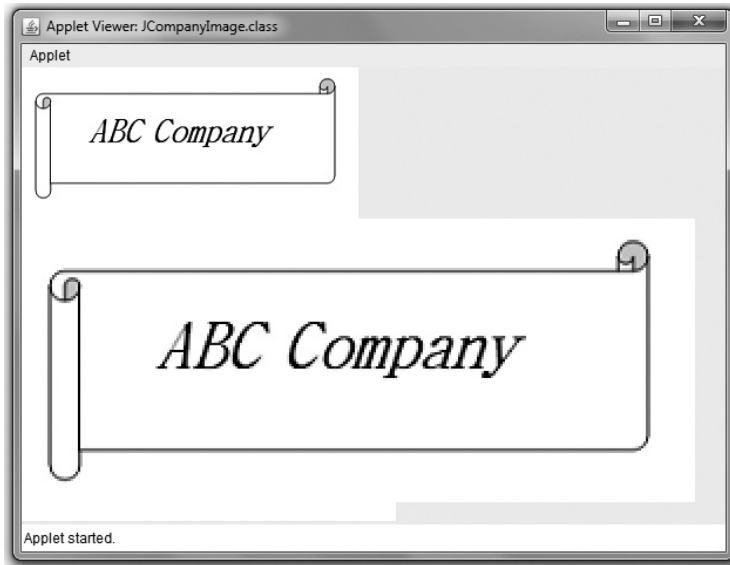 Applet Viewer: JCompanyImage.class
Applet
ABC Company
ABC Company
Applet started.